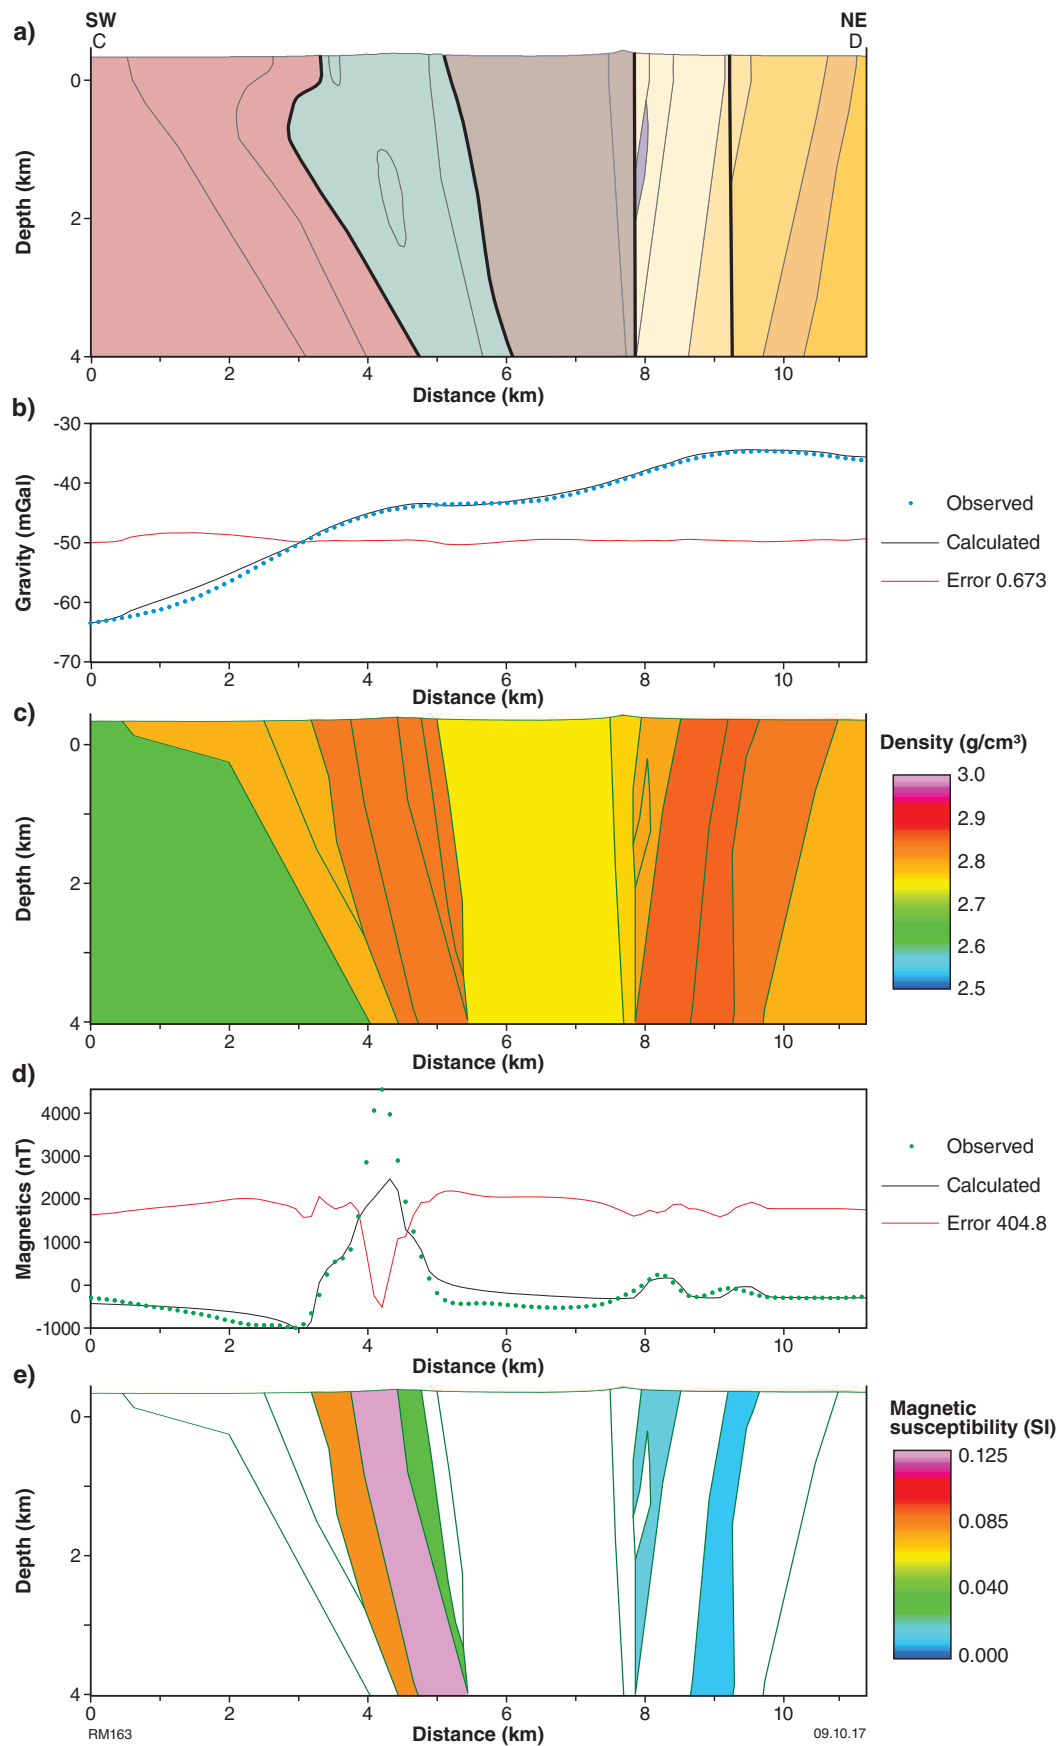 a)
SW
C
NE
D
0
2
4
Depth (km)
0 2 4 6 8 10
Distance (km)
b)
-30
-40
-50
-60
-70
Gravity (mGal)
Observed
Calculated
Error 0.673
0 2 4 6 8 10
Distance (km)
c)
0
2
4
Depth (km)
Density (g/cm³)
3.0
2.9
2.8
2.7
2.6
2.5
0 2 4 6 8 10
Distance (km)
d)
4000
3000
2000
1000
0
-1000
Magnetics (nT)
Observed
Calculated
Error 404.8
0 2 4 6 8 10
Distance (km)
e)
0
2
4
Depth (km)
Magnetic
susceptibility (SI)
0.125
0.085
0.040
0.000
0 2 4 6 8 10
Distance (km)
RM163
09.10.17